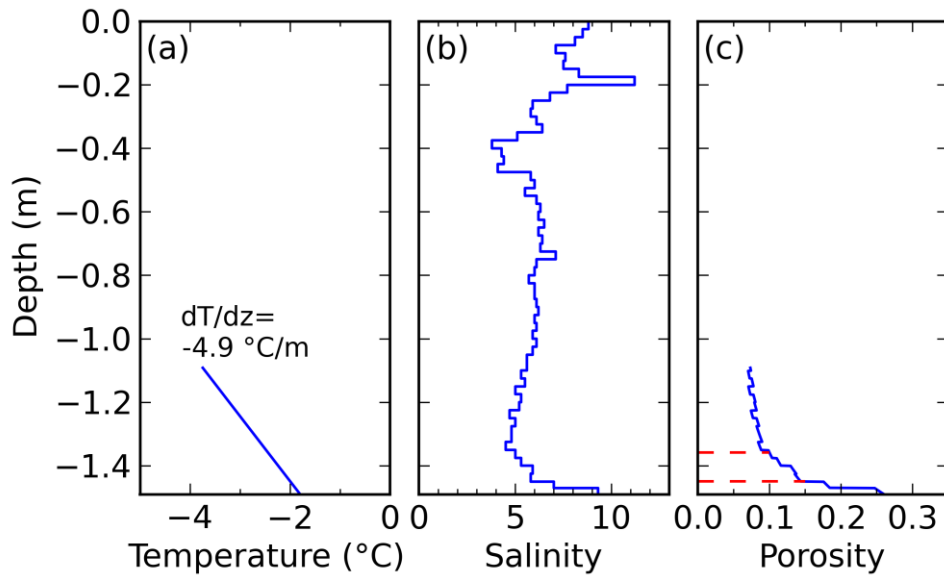 (a)
(b)
(c)
0.0
−0.2
−0.4
−0.6
−0.8
−1.0
−1.2
−1.4
Depth (m)
dT/dz=
-4.9 °C/m
−4 −2 0
0 5 10
0.0 0.1 0.2 0.3
Temperature (°C)
Salinity
Porosity